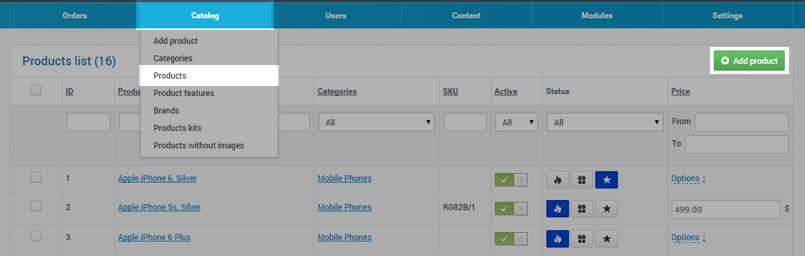 Orders Catalog Users Content Modules Settings
Add product
Categories
Products
Product features
Brands
Products kits
Products without images
Products list (16)
Add product
ID Categories SKU Active Status Price
All All All From
To
1 Apple iPhone 6, Silver Mobile Phones Options ↓
2 Apple iPhone 5s, Silver Mobile Phones RG82B/1 499.00 $
3 Apple iPhone 6 Plus Mobile Phones Options ↓